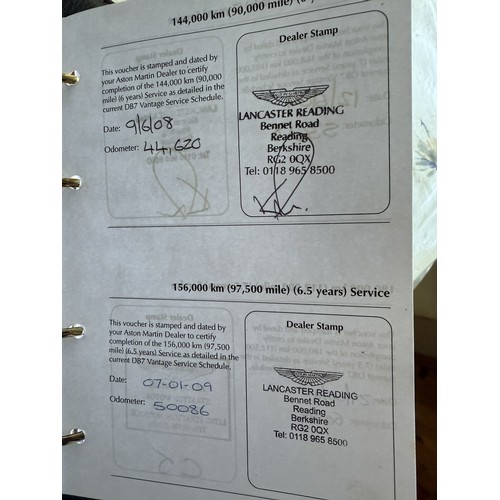 144,000 km (90,000 mile) (6
This voucher is stamped and dated by
your Aston Martin Dealer to certify
completion of the 144,000 km (90,000
mile) (6 years) Service as detailed in the
current DB7 Vantage Service Schedule.
Date: 9/6/08
Odometer: 44,620
Dealer Stamp
LANCASTER READING
Bennet Road
Reading
Berkshire
RG2 0QX
Tel: 0118 965 8500
156,000 km (97,500 mile) (6.5 years) Service
This voucher is stamped and dated by
your Aston Martin Dealer to certify
completion of the 156,000 km (97,500
mile) (6.5 years) Service as detailed in the
current DB7 Vantage Service Schedule.
Date: 07-01-09
Odometer: 50086
Dealer Stamp
LANCASTER READING
Bennet Road
Reading
Berkshire
RG2 0QX
Tel: 0118 965 8500